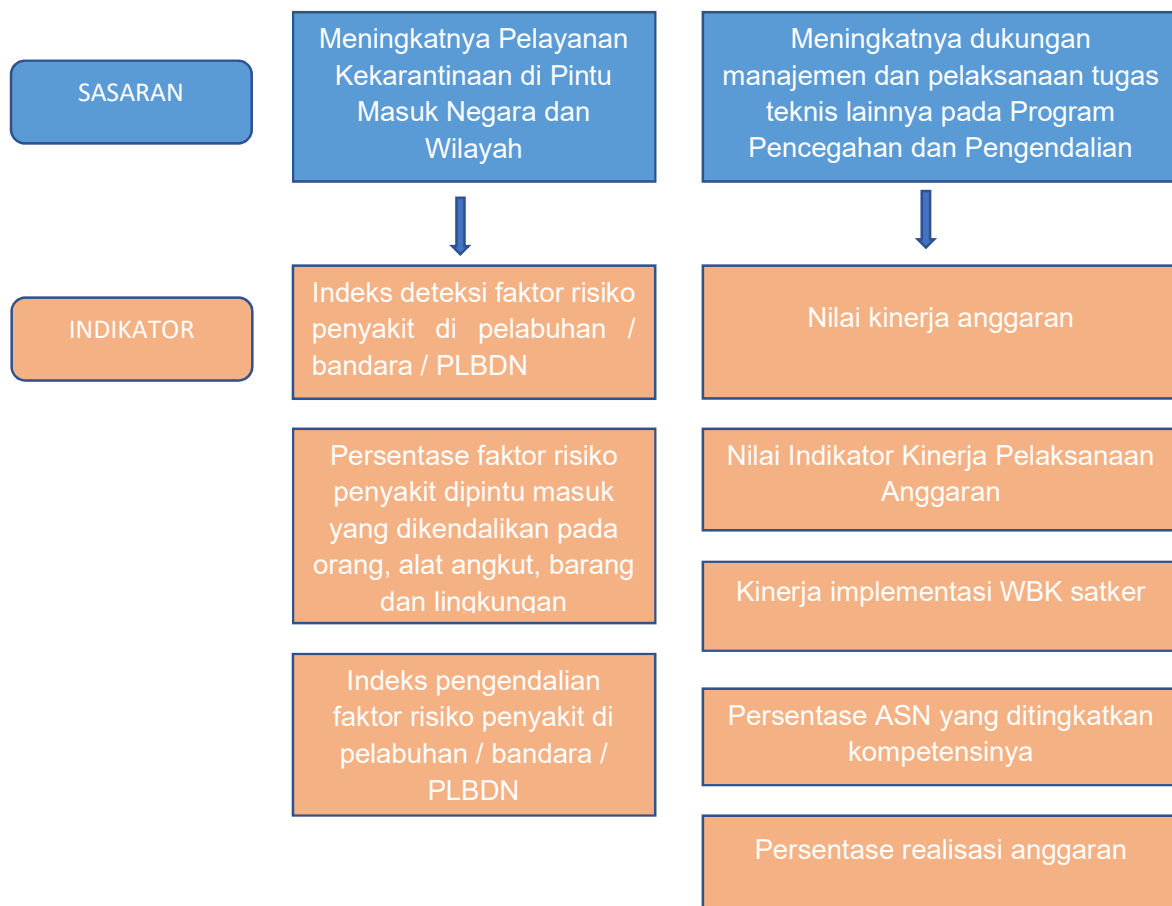 SASARAN
Meningkatnya Pelayanan
Kekarantinaan di Pintu
Masuk Negara dan
Wilayah
Meningkatnya dukungan
manajemen dan pelaksanaan tugas
teknis lainnya pada Program
Pencegahan dan Pengendalian
INDIKATOR
Indeks deteksi faktor risiko
penyakit di pelabuhan /
bandara / PLBDN
Persentase faktor risiko
penyakit dipintu masuk
yang dikendalikan pada
orang, alat angkut, barang
dan lingkungan
Indeks pengendalian
faktor risiko penyakit di
pelabuhan / bandara /
PLBDN
Nilai kinerja anggaran
Nilai Indikator Kinerja Pelaksanaan
Anggaran
Kinerja implementasi WBK satker
Persentase ASN yang ditingkatkan
kompetensinya
Persentase realisasi anggaran